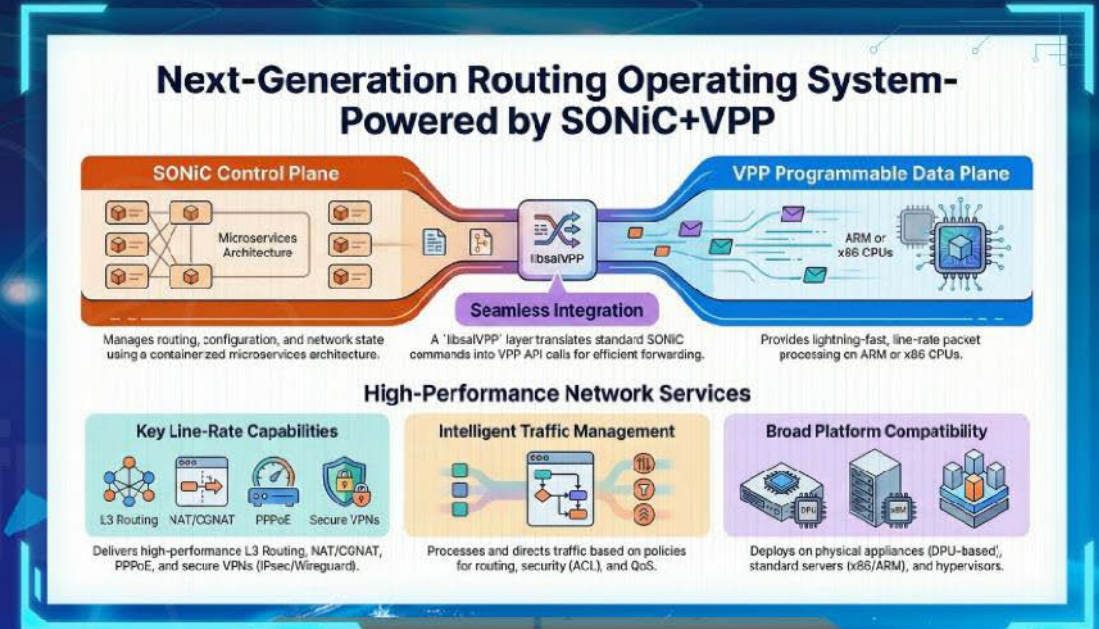 Next-Generation Routing Operating System-
Powered by SONiC+VPP
SONiC Control Plane
VPP Programmable Data Plane
Microservices
Architecture
libsalVPP
ARM or
x86 CPUs
Seamless Integration
Manages routing, configuration, and network state
using a containerized microservices architecture.
A 'libsalVPP' layer translates standard SONiC
commands into VPP API calls for efficient forwarding.
Provides lightning-fast, line-rate packet
processing on ARM or x86 CPUs.
High-Performance Network Services
Key Line-Rate Capabilities
L3 Routing
NAT/CGNAT
PPPoE
Secure VPNs
Delivers high-performance L3 Routing, NAT/CGNAT,
PPPoE, and secure VPNs (IPsec/Wireguard).
Intelligent Traffic Management
Processes and directs traffic based on policies
for routing, security (ACL), and QoS.
Broad Platform Compatibility
DPU
Deploys on physical appliances (DPU-based),
standard servers (x86/ARM), and hypervisors.